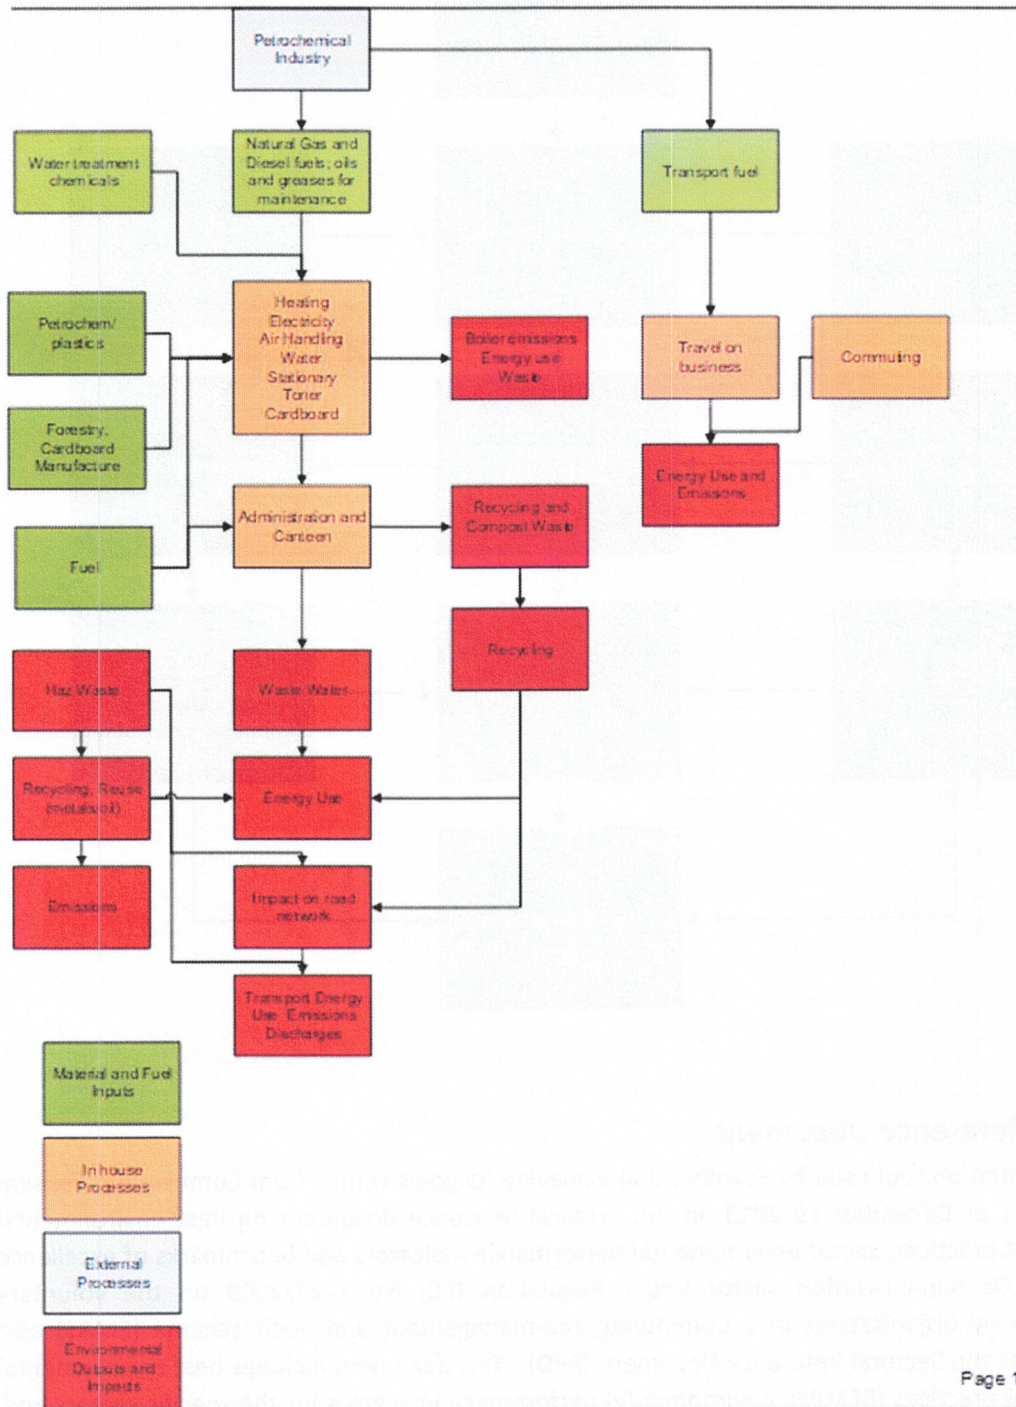 Petrochemical
Industry
Water treatment
chemicals
Natural Gas and
Diesel fuels; oils
and greases for
maintenance
Transport fuel
Petrochem/
plastics
Heating
Electricity
Air Handling
Water
Stationary
Toner
Cardboard
Boiler emissions
Energy use
Waste
Travel on
business
Commuting
Forestry,
Cardboard
Manufacture
Energy Use and
Emissions
Administration and
Canteen
Recycling and
Compost Waste
Fuel
Recycling
Haz Waste
Waste Water
Recycling, Reuse
(metals/oil)
Energy Use
Emissions
Impact on road
network
Transport Energy
Use Emissions
Discharges
Material and Fuel
Inputs
In house
Processes
External
Processes
Environmental
Outputs and
Impacts
Page 1